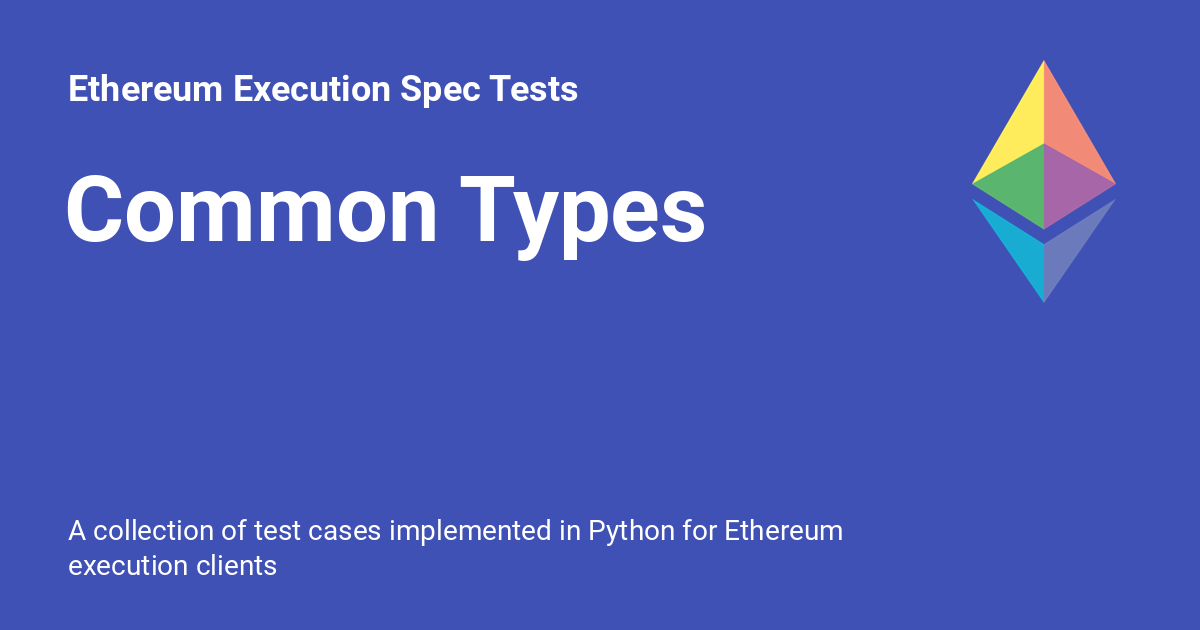 Ethereum Execution Spec Tests
Common Types
A collection of test cases implemented in Python for Ethereum
execution clients